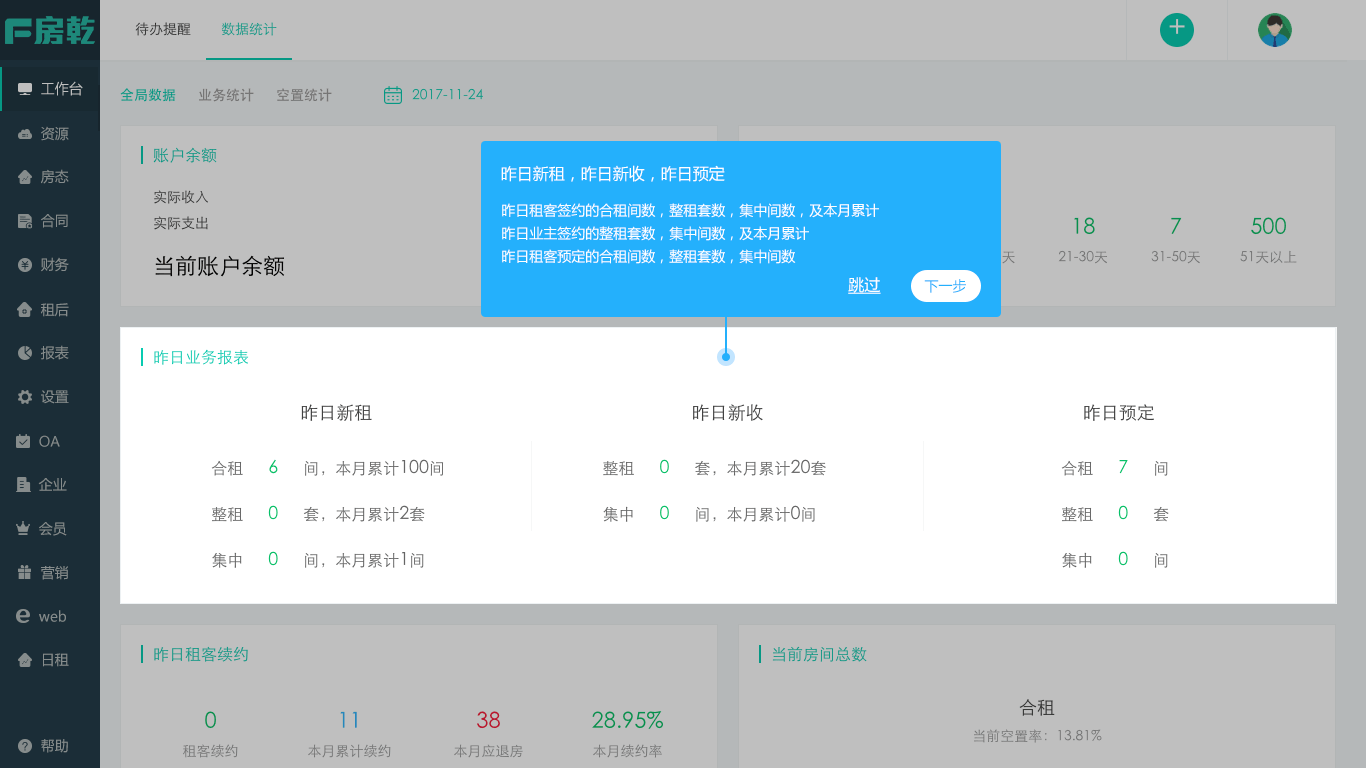 房乾
待办提醒
数据统计
工作台
资源
房态
合同
财务
租后
报表
设置
OA
企业
会员
营销
web
日租
帮助
全局数据
业务统计
空置统计
2017-11-24
账户余额
实际收入
实际支出
当前账户余额
昨日新租，昨日新收，昨日预定
昨日租客签约的合租间数，整租套数，集中间数，及本月累计
昨日业主签约的整租套数，集中间数，及本月累计
昨日租客预定的合租间数，整租套数，集中间数
跳过
下一步
18 7 500
天 21-30天 31-50天 51天以上
昨日业务报表
昨日新租
合租 6 间，本月累计100间
整租 0 套，本月累计2套
集中 0 间，本月累计1间
昨日新收
整租 0 套，本月累计20套
集中 0 间，本月累计0间
昨日预定
合租 7 间
整租 0 套
集中 0 间
昨日租客续约
0 11 38 28.95%
租客续约 本月累计续约 本月应退房 本月续约率
当前房间总数
合租
当前空置率：13.81%